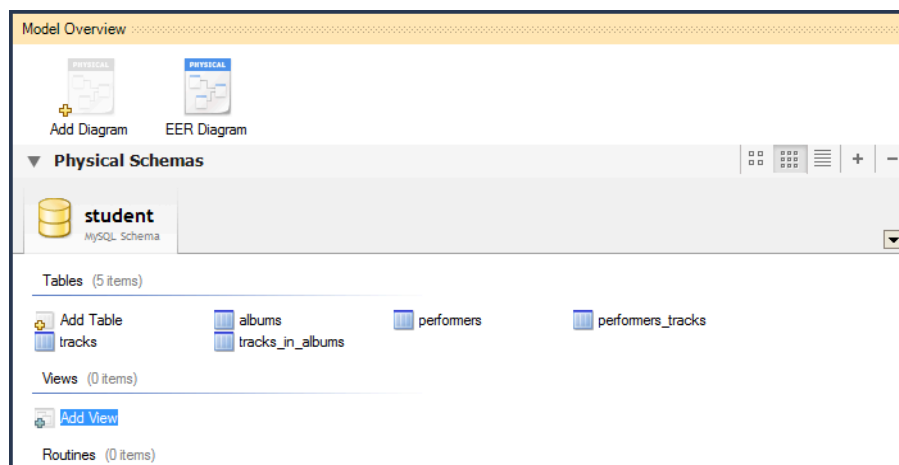 Model Overview
PHYSICAL PHYSICAL
Add Diagram EER Diagram
Physical Schemas
student
MySQL Schema
Tables (5 items)
Add Table albums performers performers_tracks
tracks tracks_in_albums
Views (0 items)
Add View
Routines (0 items)